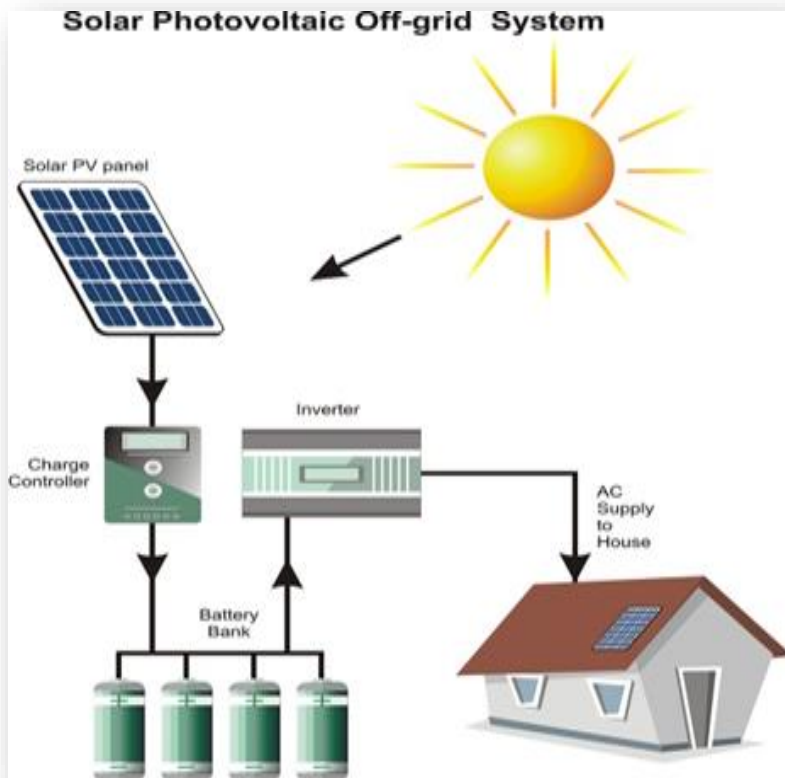 Solar Photovoltaic Off-grid System
Solar PV panel
Inverter
Charge
Controller
AC
Supply
to
House
Battery
Bank